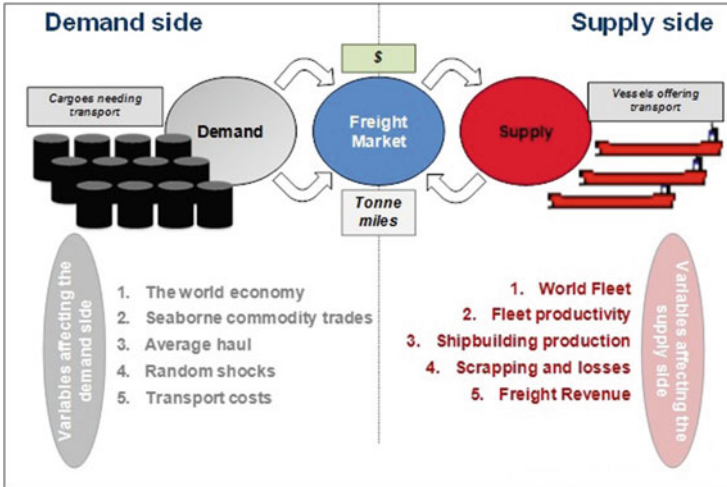 Demand side
Supply side
$
Cargoes needing
transport
Vessels offering
transport
Demand
Freight
Market
Supply
Tonne
miles
Variables affecting the
demand side
1. The world economy
2. Seaborne commodity trades
3. Average haul
4. Random shocks
5. Transport costs
1. World Fleet
2. Fleet productivity
3. Shipbuilding production
4. Scrapping and losses
5. Freight Revenue
Variables affecting the
supply side